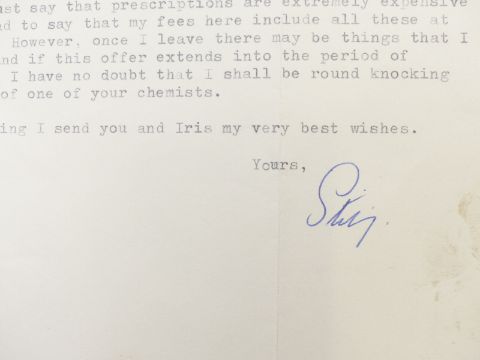 ust say that prescriptions are extremely expensive
d to say that my fees here include all these at
However, once I leave there may be things that I
nd if this offer extends into the period of
I have no doubt that I shall be round knocking
of one of your chemists.
ing I send you and Iris my very best wishes.
Yours,